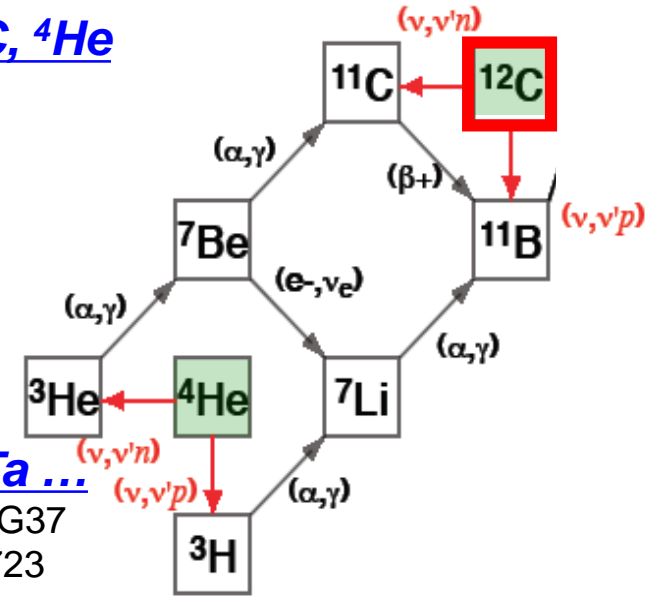 C, ⁴He
(ν,ν'n)
¹¹C
¹²C
(α,γ)
(β+)
⁷Be
¹¹B
(ν,ν'p)
(e-,νₑ)
(α,γ)
(α,γ)
³He
⁴He
⁷Li
(ν,ν'n)
Ta ...
(ν,ν'p)
(α,γ)
G37
³H
723